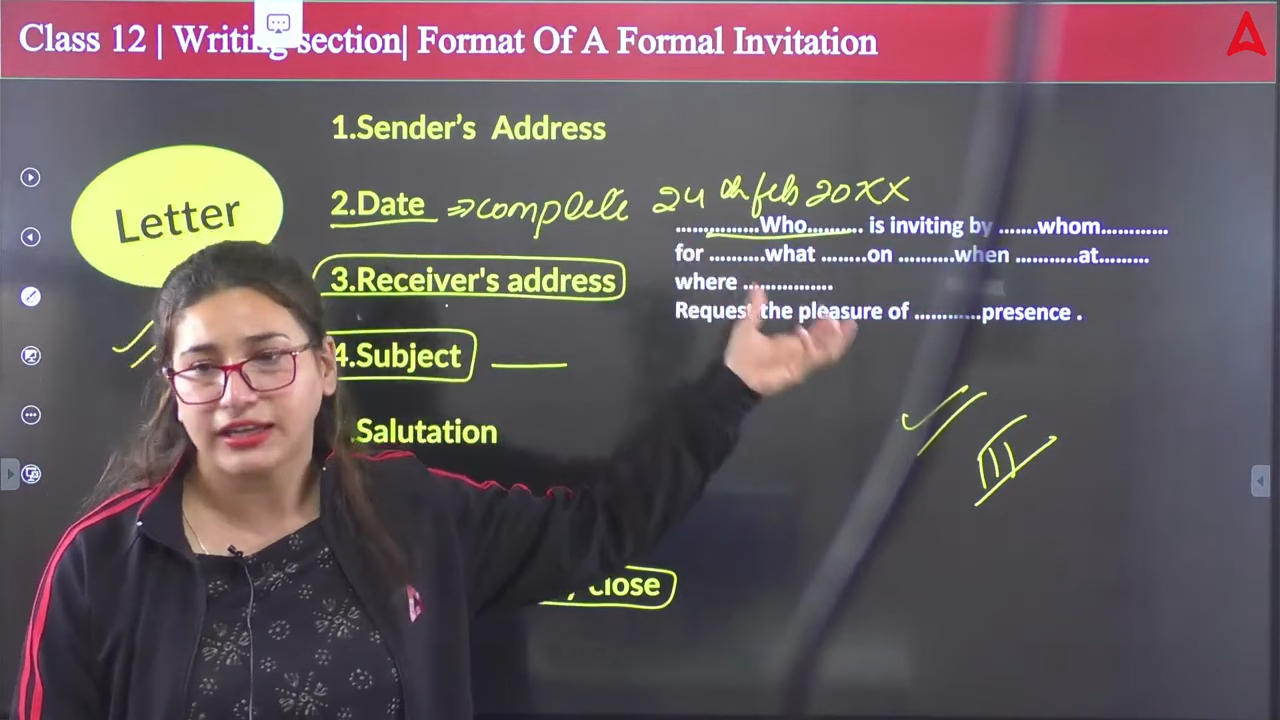 Class 12 | Writing section| Format Of A Formal Invitation
Letter
1.Sender's Address
2.Date ⇒ complete 24th feb 20XX
3.Receiver's address
4.Subject
.Salutation
close
...............Who.......... is inviting by .......whom............
for ..........what ........on ..........when ...........at.........
where ...............
Request the pleasure of ............presence .
III